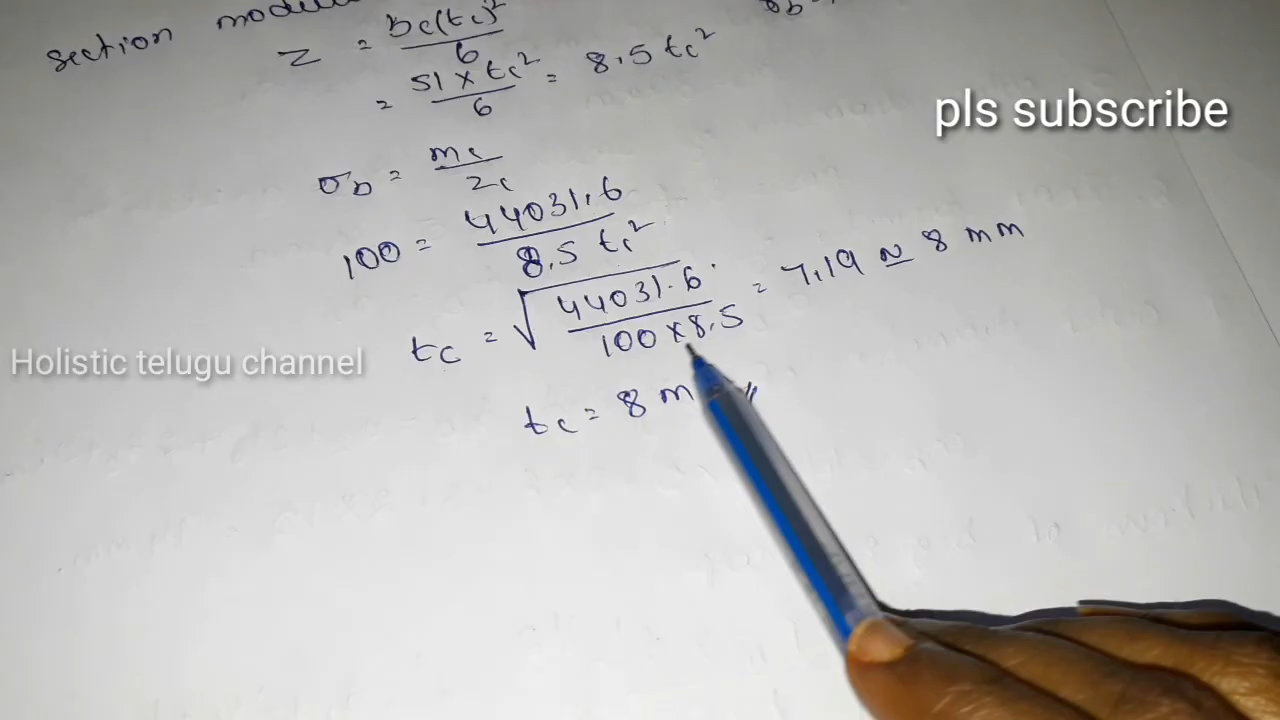 section
Z = bc(tc)²/6
= 51 × tc²/6 = 8.5 tc²
pls subscribe
σb = mc/zc
100 = 44031.6/8.5 tc²
tc = √44031.6/100×8.5 = 7.19 ≈ 8 mm
Holistic telugu channel
tc = 8 m